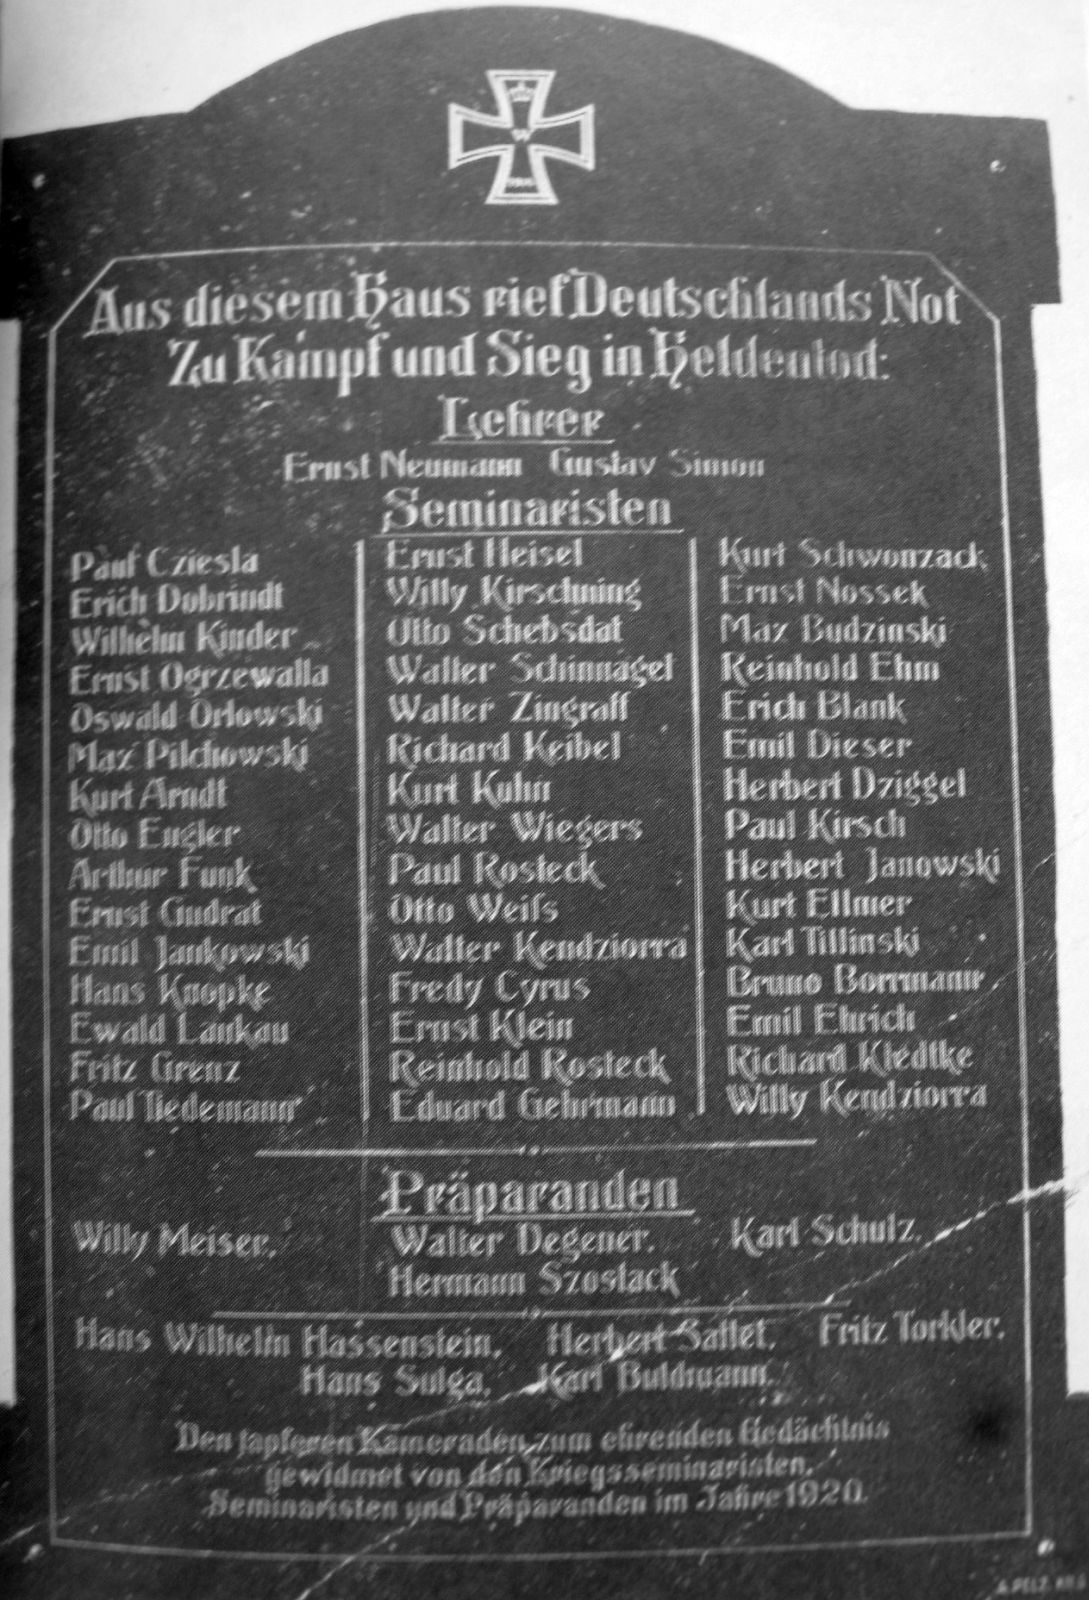 W
Aus diesem Haus rief Deutschlands Not
Zu Kampf und Sieg in Heldentod:
Lehrer
Ernst Neumann Gustav Simon
Seminaristen
Paul Cziesla
Erich Dobrindt
Wilhelm Kinder
Ernst Ogrzewalla
Oswald Orlowski
Max Pilchowski
Kurt Arndt
Otto Engler
Arthur Funk
Ernst Gudrat
Emil Jankowski
Hans Knopke
Ewald Lankau
Fritz Grenz
Paul Tiedemann
Ernst Heisel
Willy Kirschning
Otto Schebsdat
Walter Schinnagel
Walter Zingraff
Richard Keibel
Kurt Kuhn
Walter Wiegers
Paul Rosteck
Otto Weiſs
Walter Kendziorra
Fredy Cyrus
Ernst Klein
Reinhold Rosteck
Eduard Gehrmann
Kurt Schwonzack
Ernst Nossek
Max Budzinski
Reinhold Ehm
Erich Blank
Emil Dieser
Herbert Dziggel
Paul Kirsch
Herbert Janowski
Kurt Ellmer
Karl Tillinski
Bruno Borrmann
Emil Ehrich
Richard Kledtke
Willy Kendziorra
Präparanden
Willy Meiser. Walter Degener. Karl Schulz.
Hermann Szostack
Hans Wilhelm Hassenstein, Herbert Sallet, Fritz Torkler.
Hans Sulga, Karl Buldmann.
Den tapferen Kameraden zum ehrenden Gedächtnis
gewidmet von den Kriegsseminaristen,
Seminaristen und Präparanden im Jahre 1920.